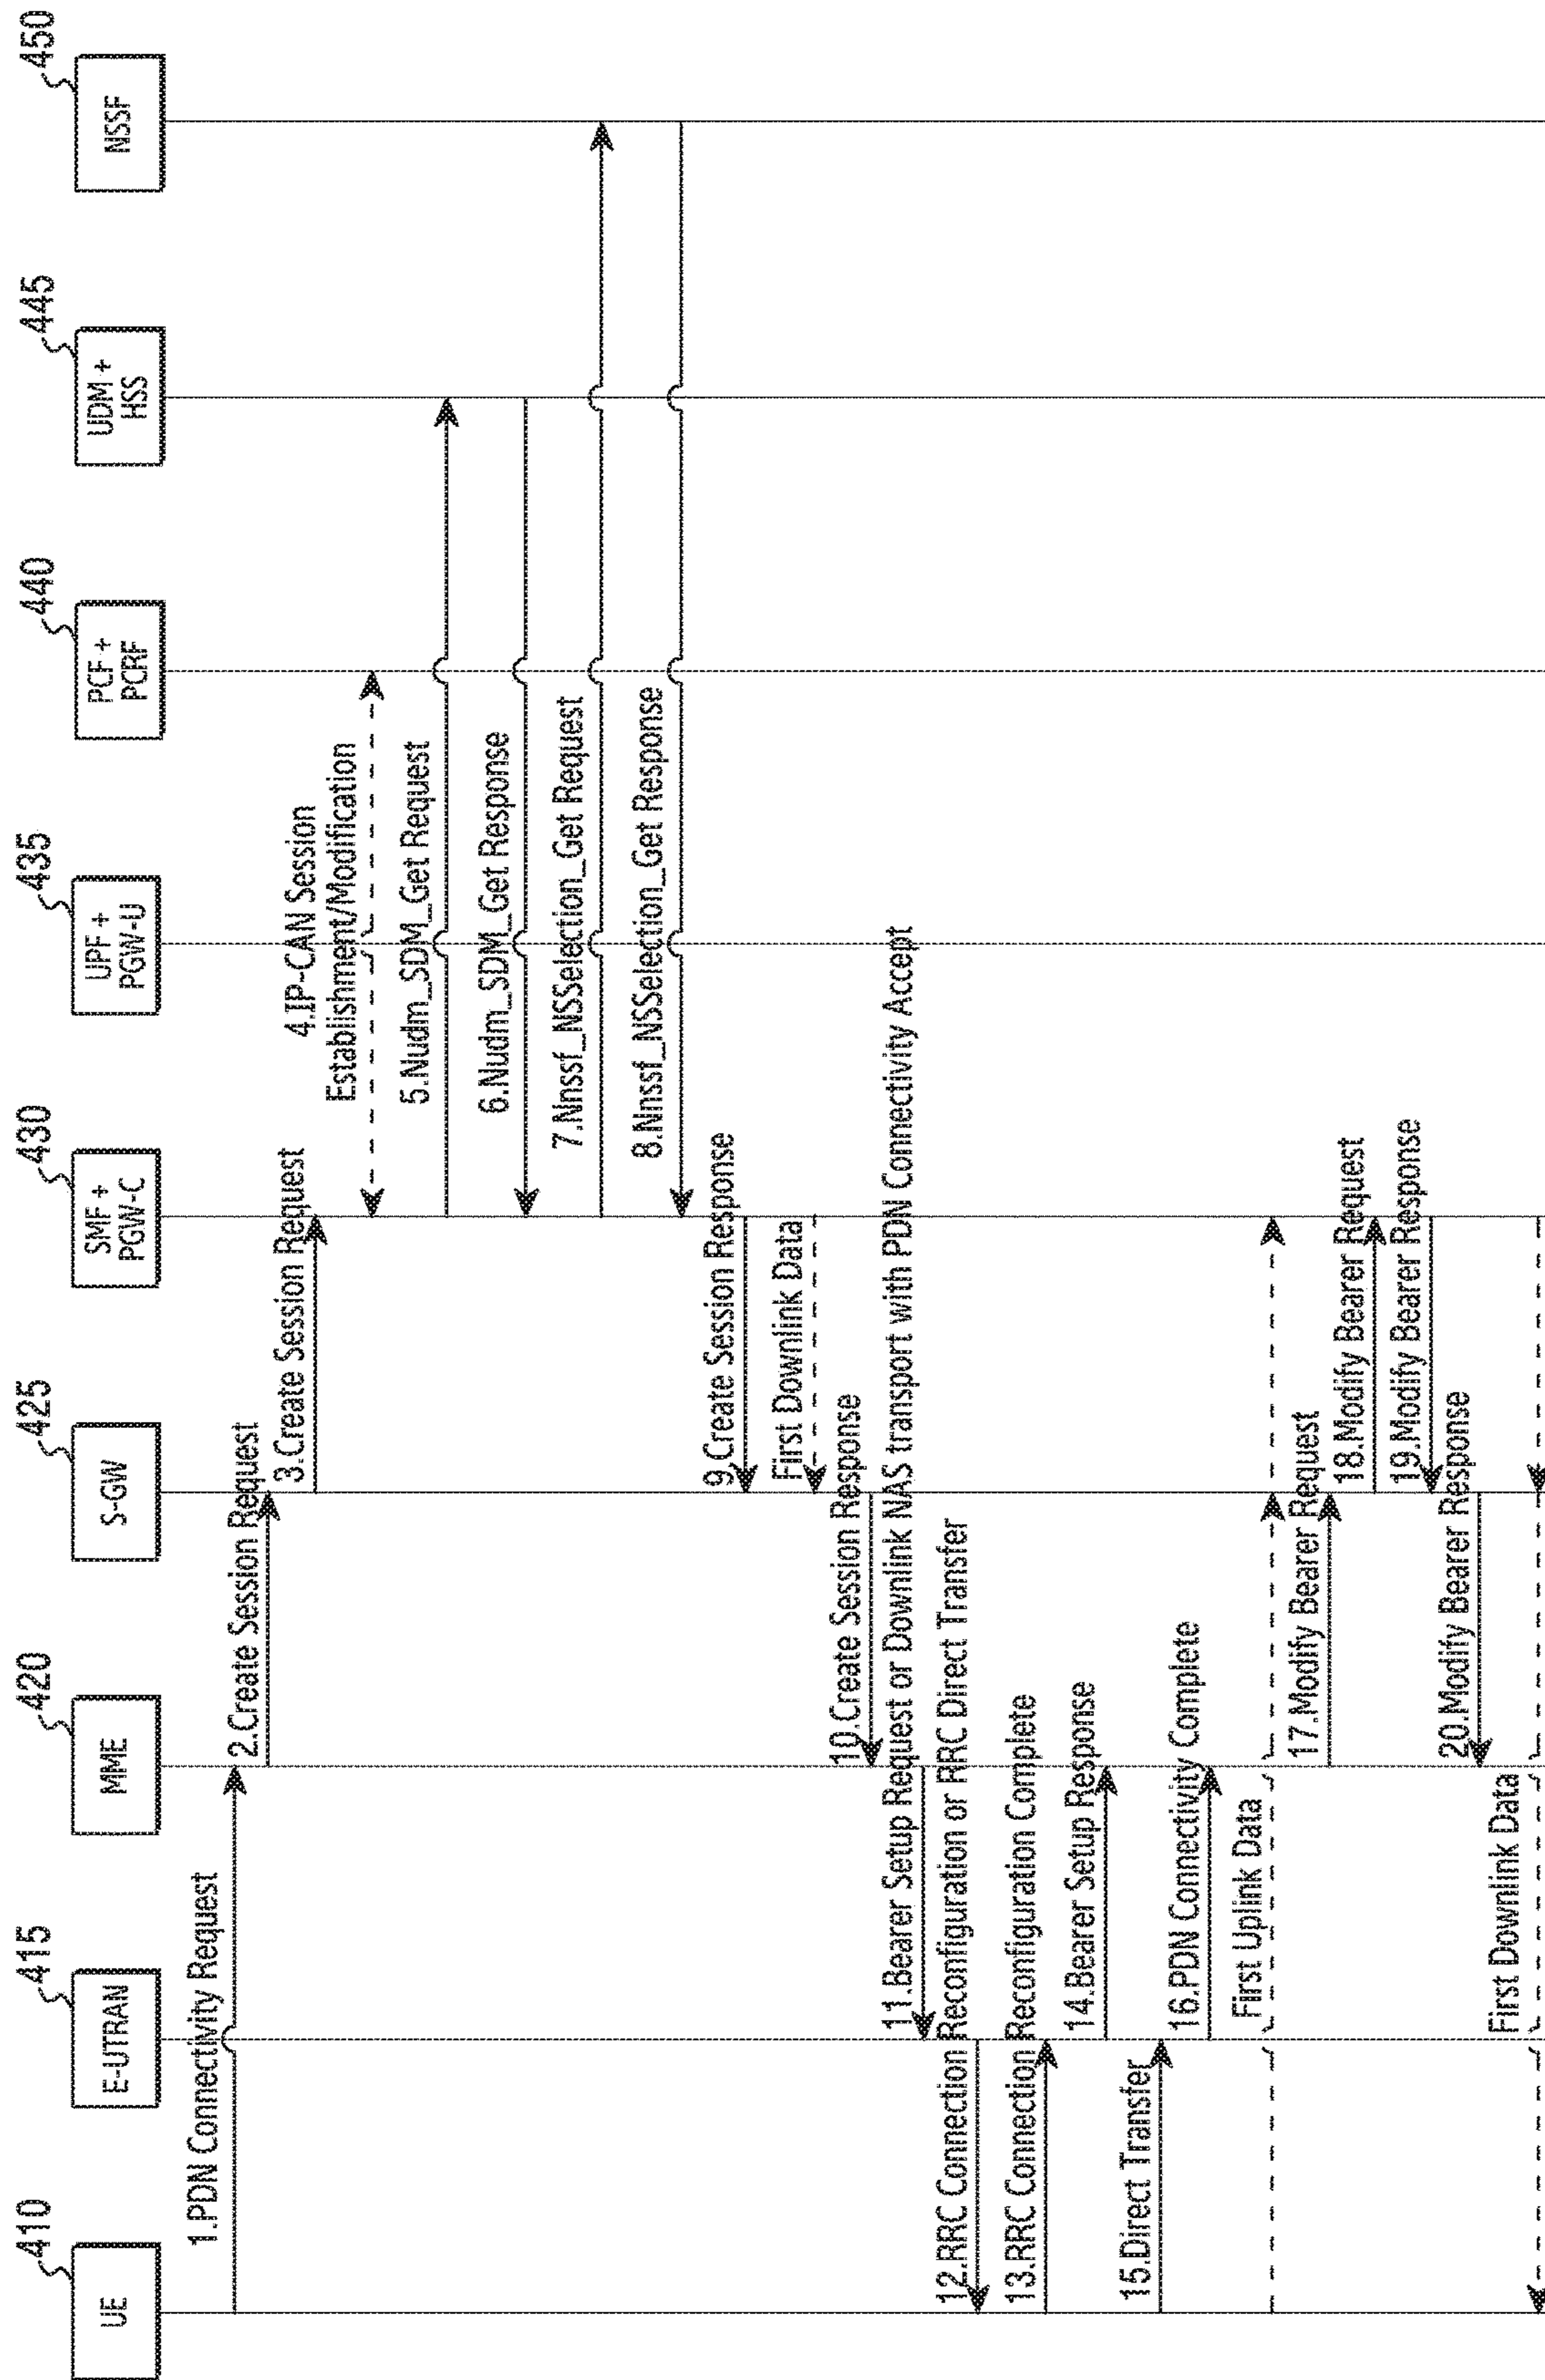 410
415
420
425
430
435
440
445
450
UE
E-UTRAN
MME
S-GW
SMF +
PGW-C
UPF +
PGW-U
PCF +
PCRF
UDM +
HSS
NSSF
1.PDN Connectivity Request
2.Create Session Request
3.Create Session Request
4.IP-CAN Session
Establishment/Modification
5.Nudm_SDM_Get Request
6.Nudm_SDM_Get Response
7.Nnssf_NSSelection_Get Request
8.Nnssf_NSSelection_Get Response
9.Create Session Response
First Downlink Data
10.Create Session Response
11.Bearer Setup Request or Downlink NAS transport with PDN Connectivity Accept
12.RRC Connection Reconfiguration or RRC Direct Transfer
13.RRC Connection Reconfiguration Complete
14.Bearer Setup Response
15.Direct Transfer
16.PDN Connectivity Complete
First Uplink Data
17.Modify Bearer Request
18.Modify Bearer Request
19.Modify Bearer Response
20.Modify Bearer Response
First Downlink Data